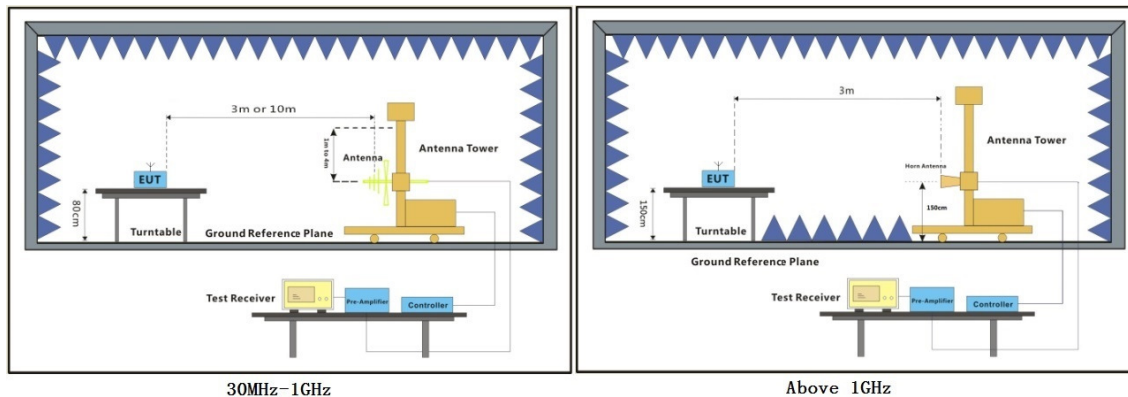 3m or 10m
1m to 4m
Antenna
Antenna Tower
EUT
80cm
Turntable
Ground Reference Plane
Test Receiver
Pre-Amplifier
Controller
30MHz-1GHz
3m
Horn Antenna
Antenna Tower
EUT
150cm
150cm
Turntable
Ground Reference Plane
Test Receiver
Pre-Amplifier
Controller
Above 1GHz